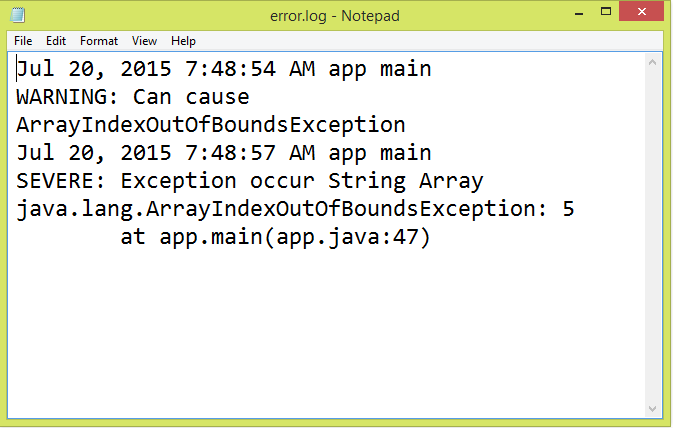 error.log - Notepad
File Edit Format View Help
Jul 20, 2015 7:48:54 AM app main
WARNING: Can cause
ArrayIndexOutOfBoundsException
Jul 20, 2015 7:48:57 AM app main
SEVERE: Exception occur String Array
java.lang.ArrayIndexOutOfBoundsException: 5
        at app.main(app.java:47)